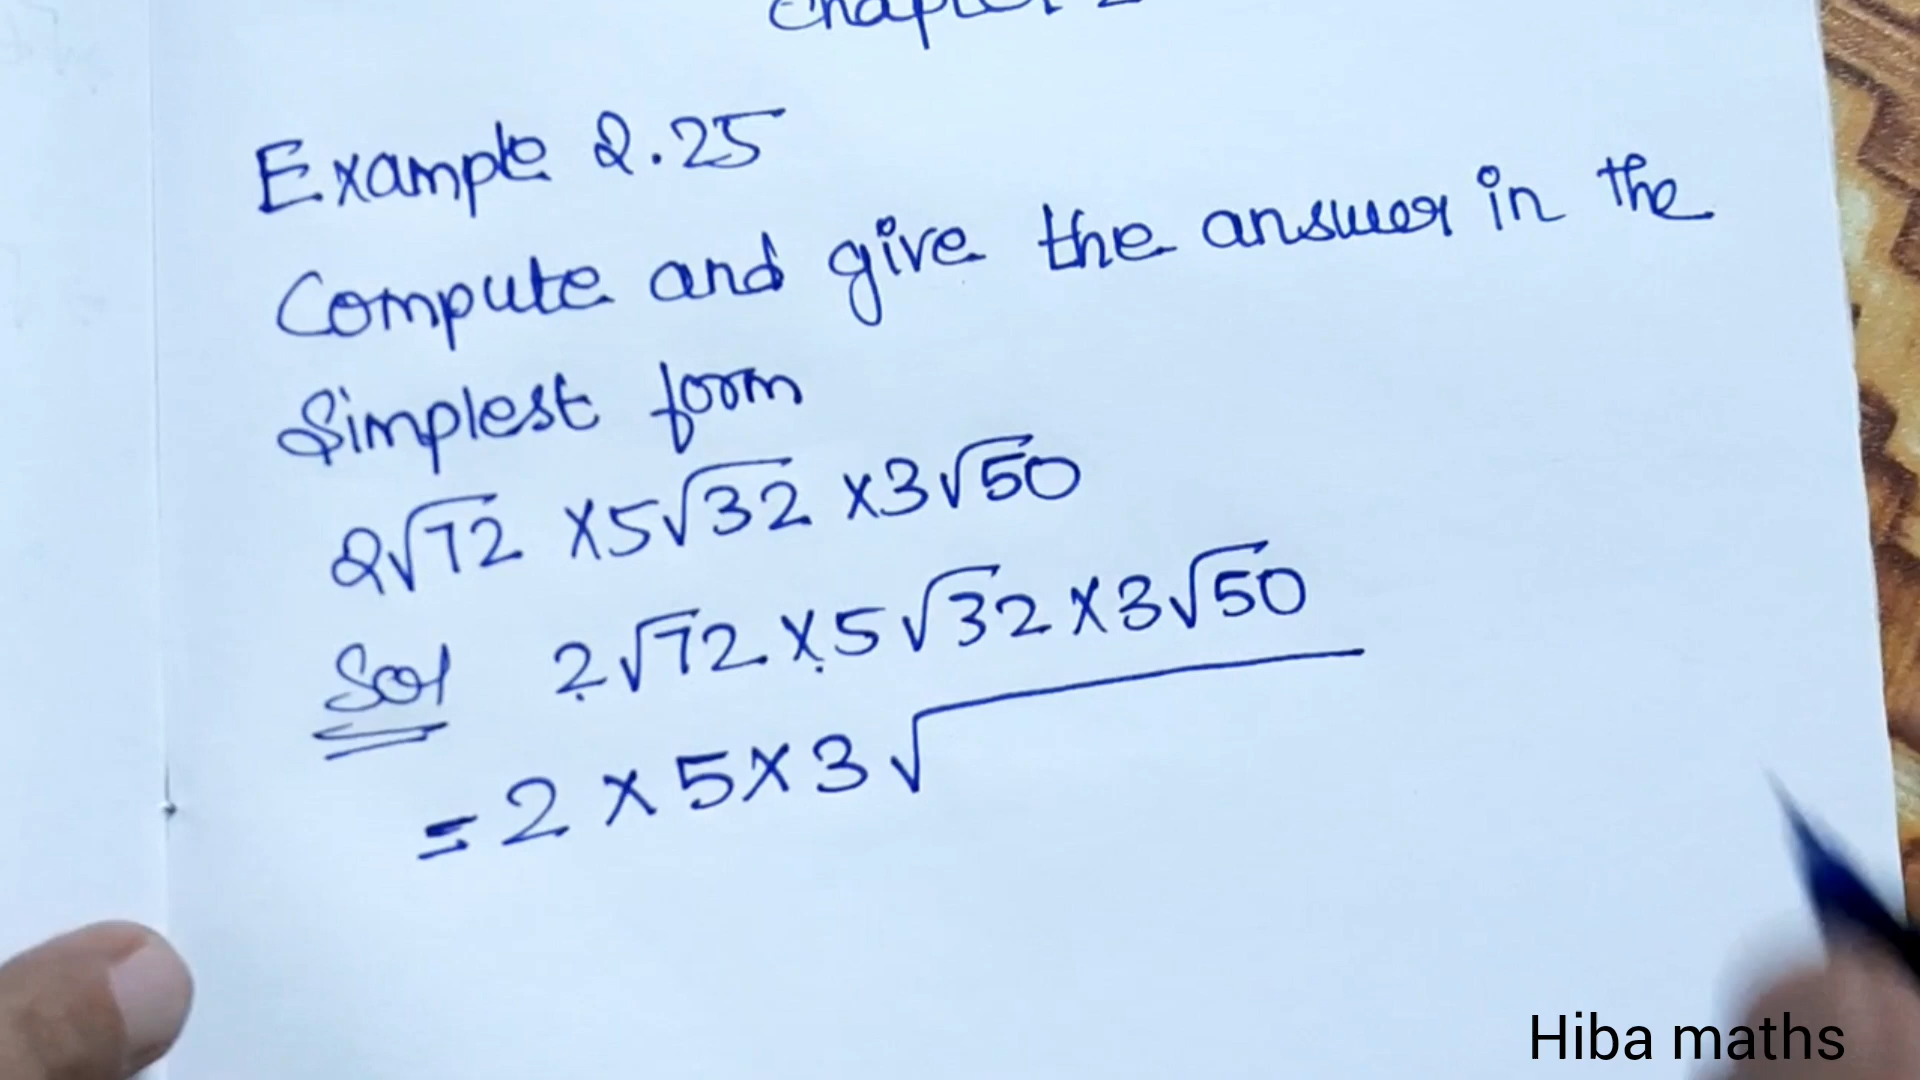 Example 2.25
Compute and give the answer in the
Simplest form
2√72 ×5√32 ×3√50
Sol 2√72 ×5√32 ×3√50
= 2 × 5×3√
Hiba maths